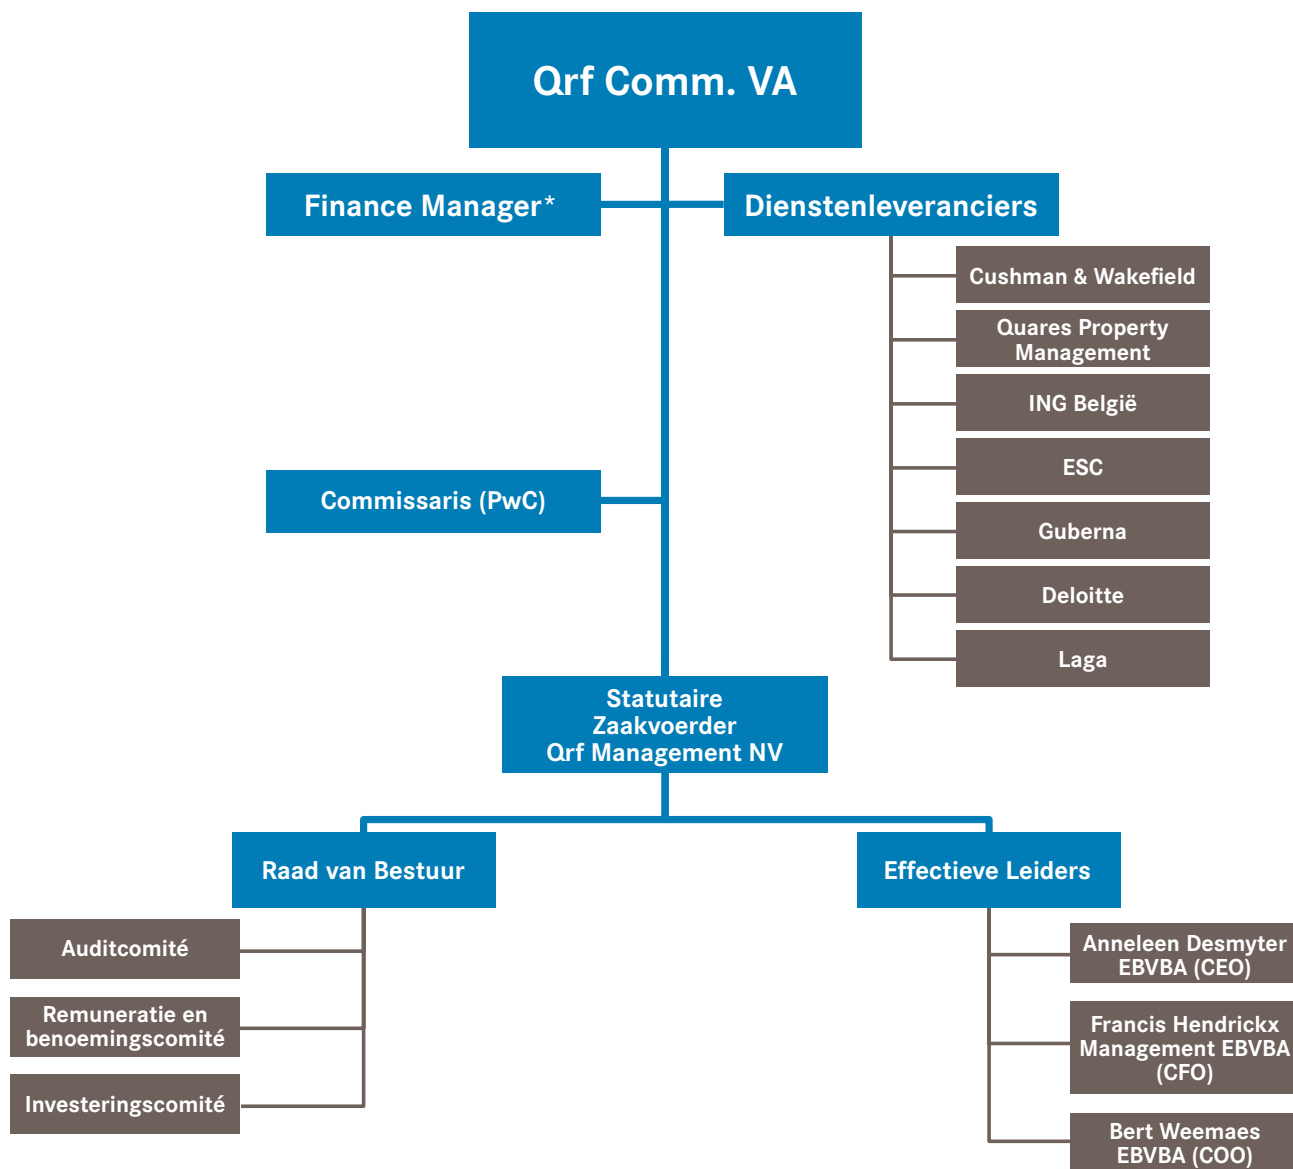 Qrf Comm. VA
Finance Manager*
Dienstenleveranciers
Cushman & Wakefield
Quares Property
Management
ING België
ESC
Guberna
Deloitte
Laga
Commissaris (PwC)
Statutaire
Zaakvoerder
Qrf Management NV
Raad van Bestuur
Auditcomité
Remuneratie en
benoemingscomité
Investeringscomité
Effectieve Leiders
Anneleen Desmyter
EBVBA (CEO)
Francis Hendrickx
Management EBVBA
(CFO)
Bert Weemaes
EBVBA (COO)